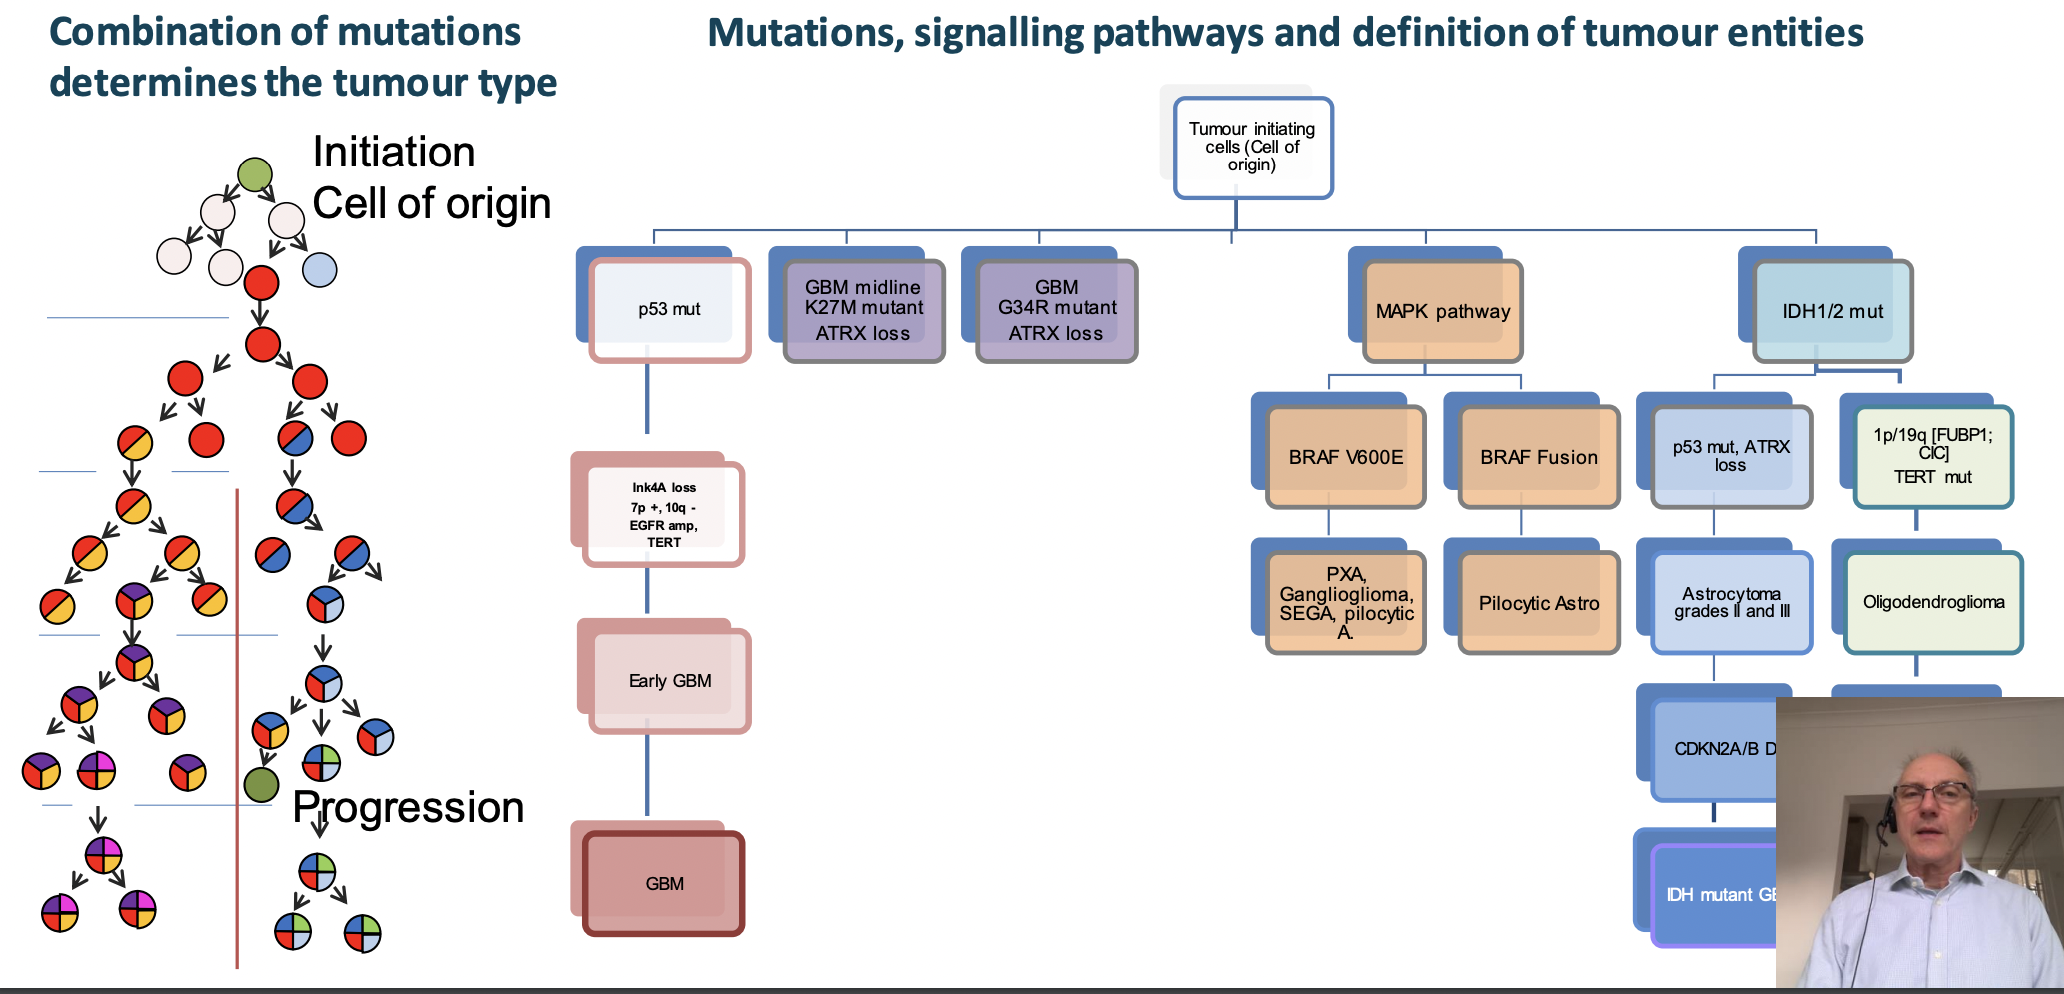 Combination of mutations
determines the tumour type
Mutations, signalling pathways and definition of tumour entities
Initiation
Cell of origin
Progression
Tumour initiating
cells (Cell of
origin)
p53 mut
GBM midline
K27M mutant
ATRX loss
GBM
G34R mutant
ATRX loss
MAPK pathway
IDH1/2 mut
Ink4A loss
7p +, 10q -
EGFR amp,
TERT
BRAF V600E
BRAF Fusion
p53 mut, ATRX
loss
1p/19q [FUBP1;
CIC]
TERT mut
Early GBM
PXA,
Ganglioglioma,
SEGA, pilocytic
A.
Pilocytic Astro
Astrocytoma
grades II and III
Oligodendroglioma
CDKN2A/B D
GBM
IDH mutant